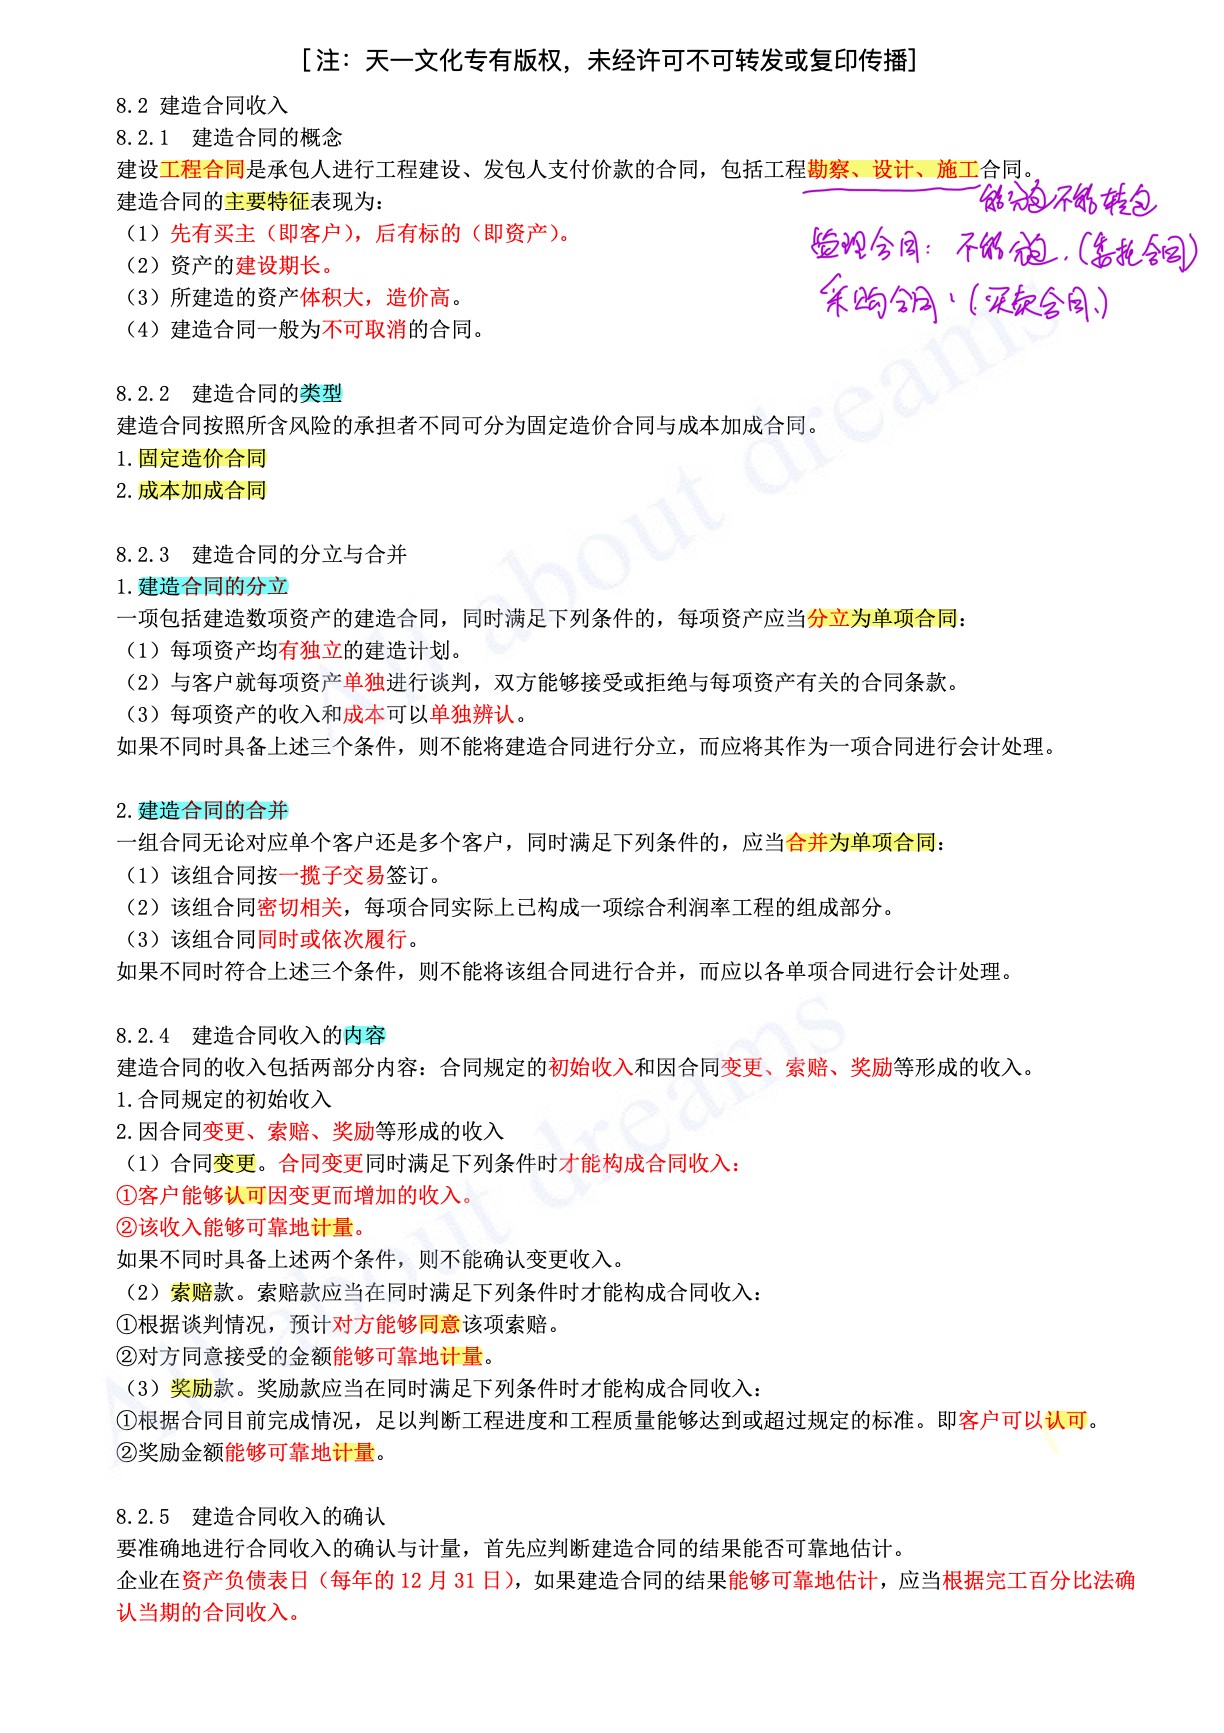 [注：天一文化专有版权，未经许可不可转发或复印传播]
8.2 建造合同收入
8.2.1 建造合同的概念
建设工程合同是承包人进行工程建设、发包人支付价款的合同，包括工程勘察、设计、施工合同。
能分包不能转包
建造合同的主要特征表现为：
（1）先有买主（即客户），后有标的（即资产）。
监理合同：不能分包.（委托合同）
（2）资产的建设期长。
（3）所建造的资产体积大，造价高。
采购合同：（买卖合同.）
（4）建造合同一般为不可取消的合同。
8.2.2 建造合同的类型
建造合同按照所含风险的承担者不同可分为固定造价合同与成本加成合同。
1.固定造价合同
2.成本加成合同
8.2.3 建造合同的分立与合并
1.建造合同的分立
一项包括建造数项资产的建造合同，同时满足下列条件的，每项资产应当分立为单项合同：
（1）每项资产均有独立的建造计划。
（2）与客户就每项资产单独进行谈判，双方能够接受或拒绝与每项资产有关的合同条款。
（3）每项资产的收入和成本可以单独辨认。
如果不同时具备上述三个条件，则不能将建造合同进行分立，而应将其作为一项合同进行会计处理。
2.建造合同的合并
一组合同无论对应单个客户还是多个客户，同时满足下列条件的，应当合并为单项合同：
（1）该组合同按一揽子交易签订。
（2）该组合同密切相关，每项合同实际上已构成一项综合利润率工程的组成部分。
（3）该组合同同时或依次履行。
如果不同时符合上述三个条件，则不能将该组合同进行合并，而应以各单项合同进行会计处理。
8.2.4 建造合同收入的内容
建造合同的收入包括两部分内容：合同规定的初始收入和因合同变更、索赔、奖励等形成的收入。
1.合同规定的初始收入
2.因合同变更、索赔、奖励等形成的收入
（1）合同变更。合同变更同时满足下列条件时才能构成合同收入：
①客户能够认可因变更而增加的收入。
②该收入能够可靠地计量。
如果不同时具备上述两个条件，则不能确认变更收入。
（2）索赔款。索赔款应当在同时满足下列条件时才能构成合同收入：
①根据谈判情况，预计对方能够同意该项索赔。
②对方同意接受的金额能够可靠地计量。
（3）奖励款。奖励款应当在同时满足下列条件时才能构成合同收入：
①根据合同目前完成情况，足以判断工程进度和工程质量能够达到或超过规定的标准。即客户可以认可。
②奖励金额能够可靠地计量。
8.2.5 建造合同收入的确认
要准确地进行合同收入的确认与计量，首先应判断建造合同的结果能否可靠地估计。
企业在资产负债表日（每年的 12 月 31 日），如果建造合同的结果能够可靠地估计，应当根据完工百分比法确
认当期的合同收入。
All about dreams
All about dreams